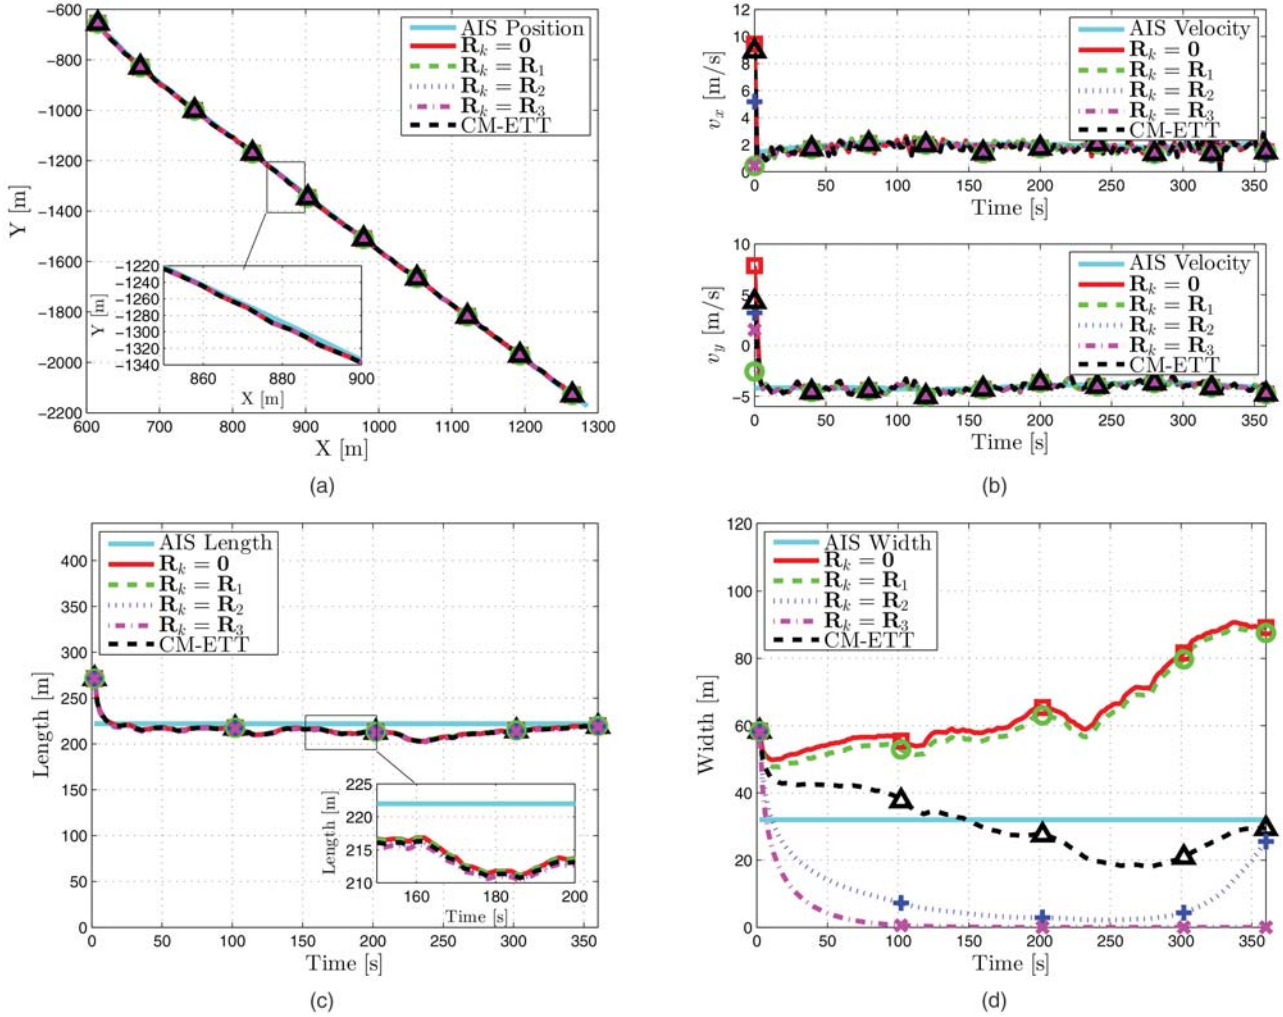 −600
−800
−1000
−1200
−1400
−1600
−1800
−2000
−2200
Y [m]
600 700 800 900 1000 1100 1200 1300
X [m]
AIS Position
R_k = 0
R_k = R_1
R_k = R_2
R_k = R_3
CM-ETT
−1220
−1240
−1260
−1280
−1300
−1320
−1340
Y [m]
860 880 900
X [m]
(a)
12
10
8
6
4
2
0
v_x [m/s]
0 50 100 150 200 250 300 350
Time [s]
AIS Velocity
R_k = 0
R_k = R_1
R_k = R_2
R_k = R_3
CM-ETT
10
5
0
−5
v_y [m/s]
0 50 100 150 200 250 300 350
Time [s]
AIS Velocity
R_k = 0
R_k = R_1
R_k = R_2
R_k = R_3
CM-ETT
(b)
400
350
300
250
200
150
100
50
0
Length [m]
0 50 100 150 200 250 300 350
Time [s]
AIS Length
R_k = 0
R_k = R_1
R_k = R_2
R_k = R_3
CM-ETT
225
220
215
210
Length [m]
160 180 200
Time [s]
(c)
120
100
80
60
40
20
0
Width [m]
0 50 100 150 200 250 300 350
Time [s]
AIS Width
R_k = 0
R_k = R_1
R_k = R_2
R_k = R_3
CM-ETT
(d)